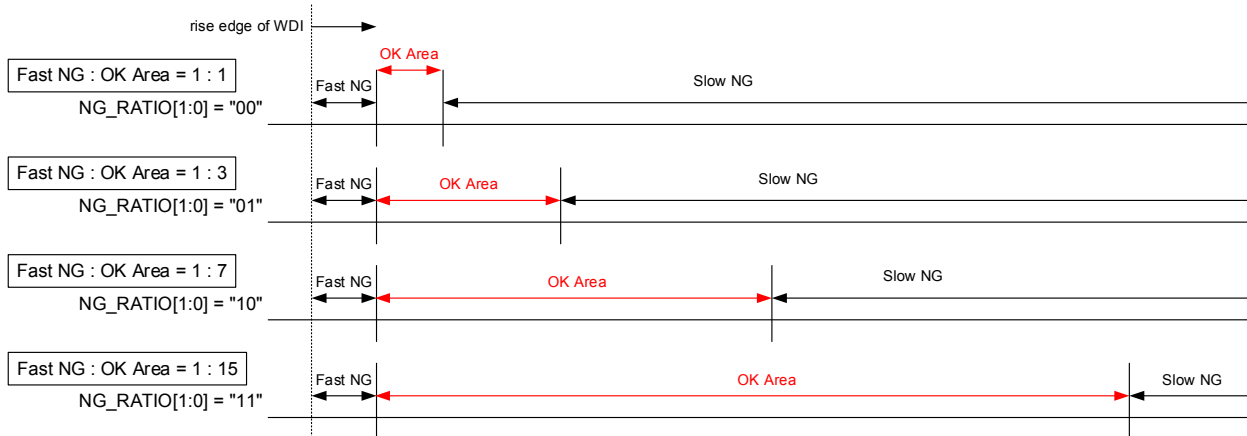 rise edge of WDI
OK Area
Fast NG : OK Area = 1 : 1
Fast NG
Slow NG
NG_RATIO[1:0] = "00"
Fast NG : OK Area = 1 : 3
Fast NG
OK Area
Slow NG
NG_RATIO[1:0] = "01"
Fast NG : OK Area = 1 : 7
Fast NG
OK Area
Slow NG
NG_RATIO[1:0] = "10"
Fast NG : OK Area = 1 : 15
Fast NG
OK Area
Slow NG
NG_RATIO[1:0] = "11"